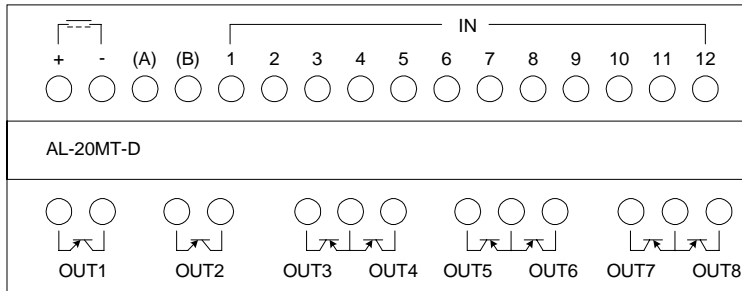 IN
+ - (A) (B) 1 2 3 4 5 6 7 8 9 10 11 12
AL-20MT-D
OUT1 OUT2 OUT3 OUT4 OUT5 OUT6 OUT7 OUT8